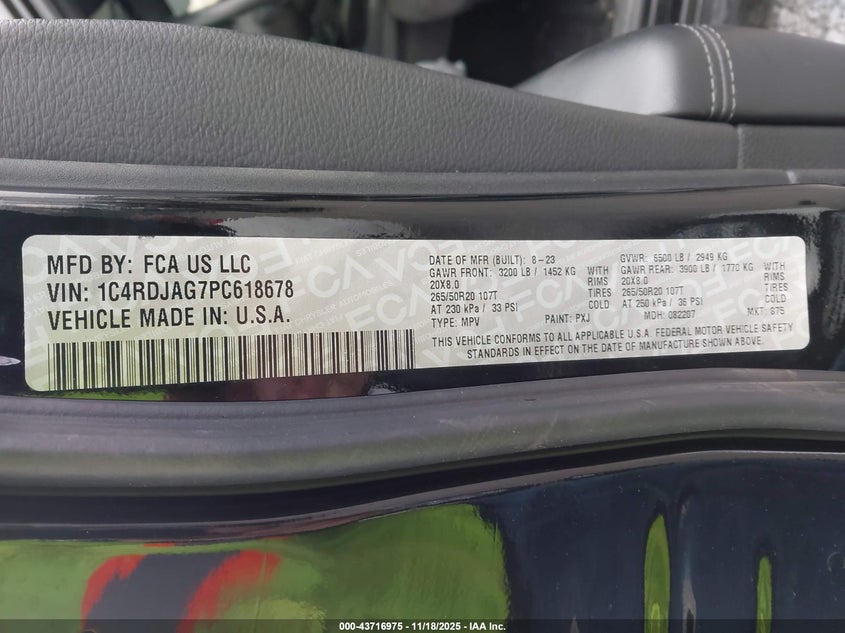 MFD BY: FCA US LLC
VIN: 1C4RDJAG7PC618678
VEHICLE MADE IN: U.S.A.
DATE OF MFR (BUILT): 8-23 GVWR: 6500 LB / 2949 KG
GAWR FRONT: 3200 LB / 1452 KG WITH GAWR REAR: 3900 LB / 1770 KG WITH
20X8.0 RIMS 20X8.0 RIMS
265/50R20 107T TIRES 265/50R20 107T TIRES
AT 230 kPa / 33 PSI COLD AT 250 kPa / 36 PSI COLD
TYPE: MPV PAINT: PXJ MDH: 082207 MKT: 875
THIS VEHICLE CONFORMS TO ALL APPLICABLE U.S.A. FEDERAL MOTOR VEHICLE SAFETY
STANDARDS IN EFFECT ON THE DATE OF MANUFACTURE SHOWN ABOVE.
000-43716975 - 11/18/2025 - IAA Inc.